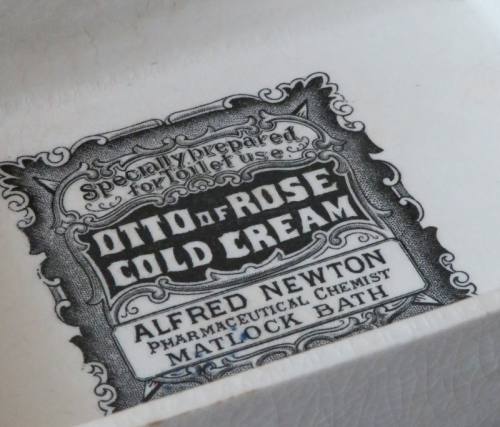 Specially prepared
for Toilet use
OTTO OF ROSE
COLD CREAM
ALFRED NEWTON
PHARMACEUTICAL CHEMIST
MATLOCK BATH